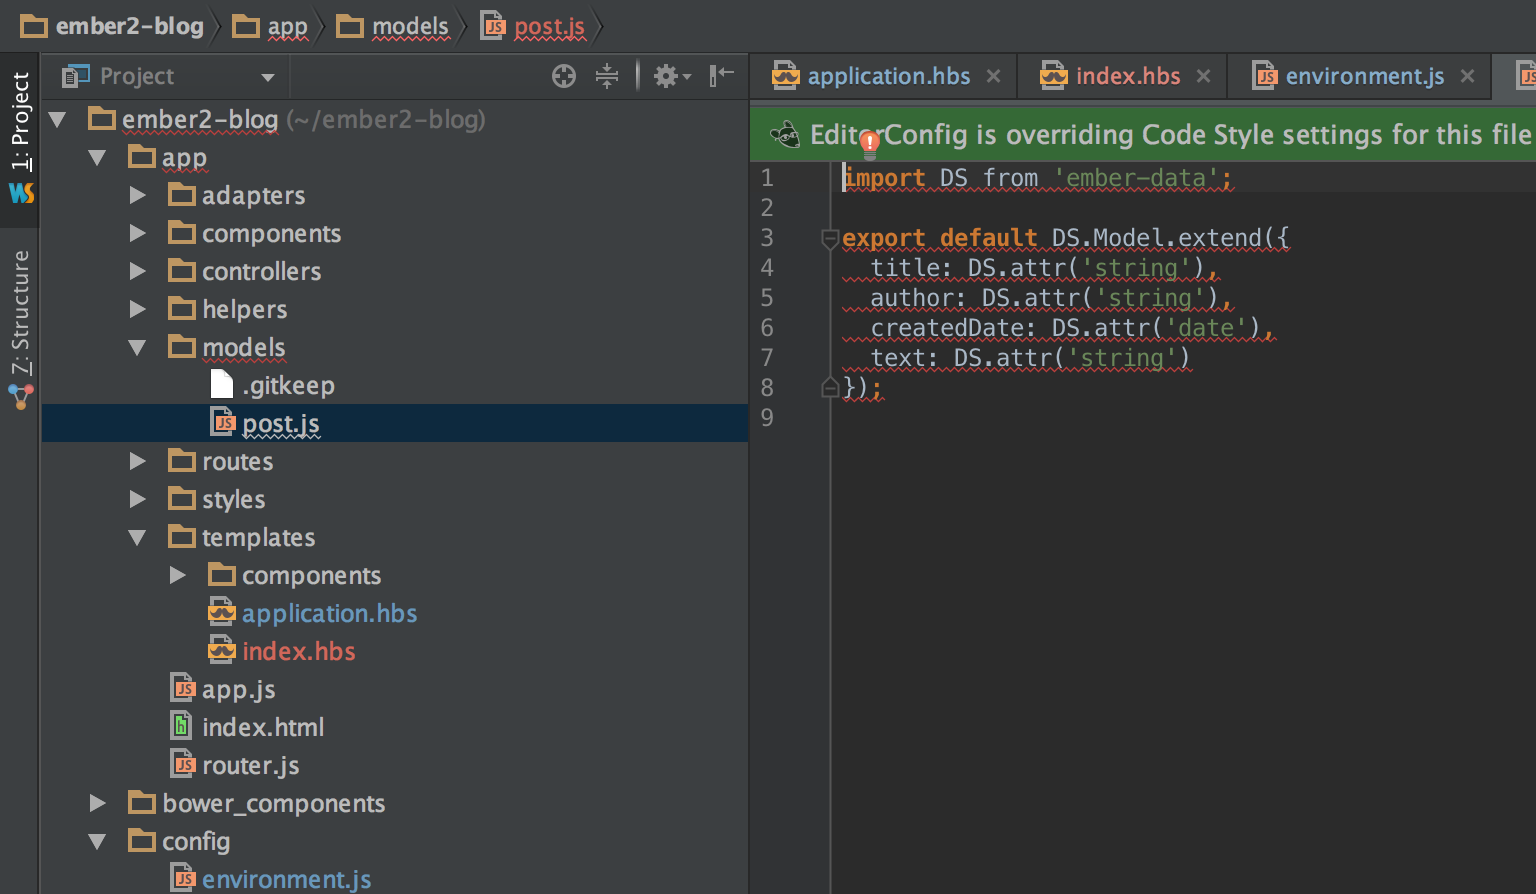 ember2-blog app models post.js
1: Project
Z: Structure
Project
ember2-blog (~/ember2-blog)
app
adapters
components
controllers
helpers
models
.gitkeep
post.js
routes
styles
templates
components
application.hbs
index.hbs
app.js
index.html
router.js
bower_components
config
environment.js
application.hbs index.hbs environment.js
EditorConfig is overriding Code Style settings for this file
1 import DS from 'ember-data';
2
3 export default DS.Model.extend({
4   title: DS.attr('string'),
5   author: DS.attr('string'),
6   createdDate: DS.attr('date'),
7   text: DS.attr('string')
8 });
9